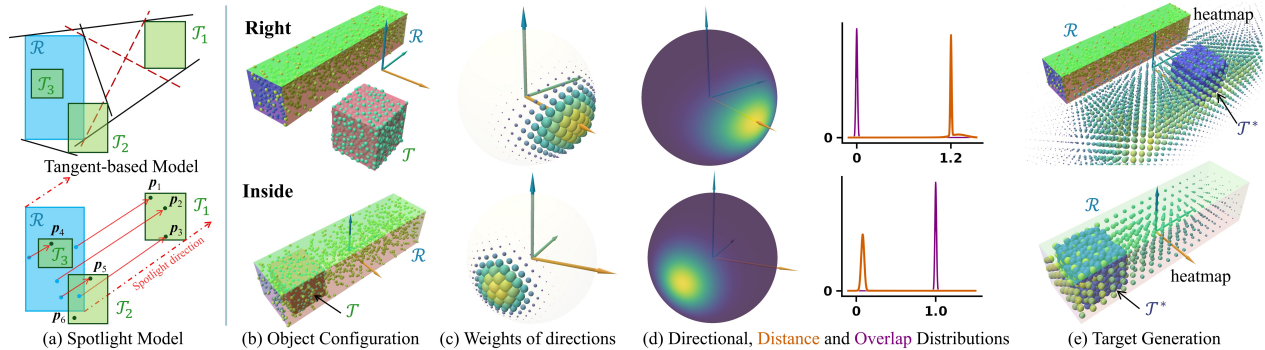 ℛ
𝒯₁
𝒯₃
𝒯₂
Tangent-based Model
p₁
p₂
ℛ
𝒯₁
p₄
p₃
𝒯₃
p₅
Spotlight direction
𝒯₂
p₆
(a) Spotlight Model
Right
ℛ
𝒯
Inside
ℛ
𝒯
(b) Object Configuration
(c) Weights of directions
0
0
1.2
0
0
1.0
(d) Directional, Distance and Overlap Distributions
heatmap
ℛ
𝒯*
ℛ
heatmap
𝒯*
(e) Target Generation